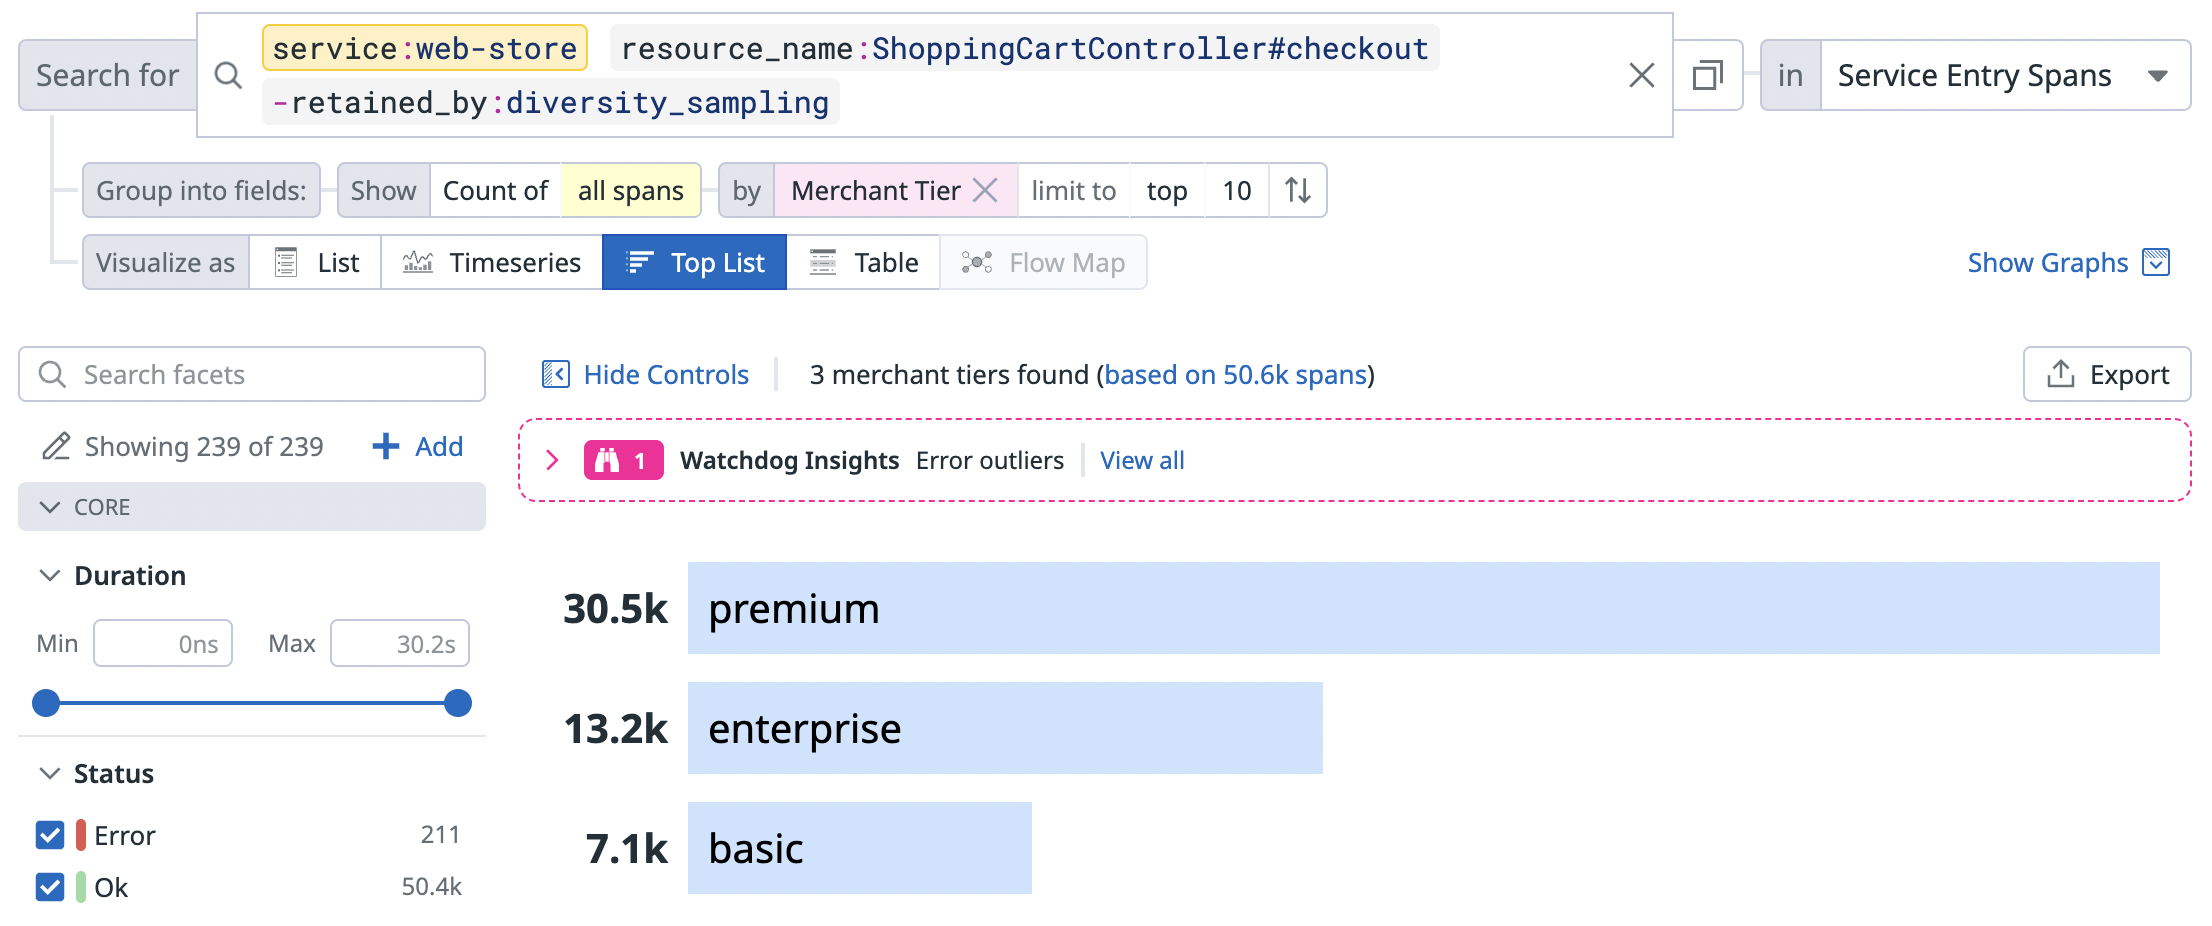 Search for
service:web-store resource_name:ShoppingCartController#checkout
-retained_by:diversity_sampling
in Service Entry Spans
Group into fields: Show Count of all spans by Merchant Tier limit to top 10
Visualize as List Timeseries Top List Table Flow Map Show Graphs
Search facets
Hide Controls 3 merchant tiers found (based on 50.6k spans) Export
Showing 239 of 239 Add
1 Watchdog Insights Error outliers View all
CORE
Duration
Min 0ns Max 30.2s
Status
Error 211
Ok 50.4k
30.5k premium
13.2k enterprise
7.1k basic